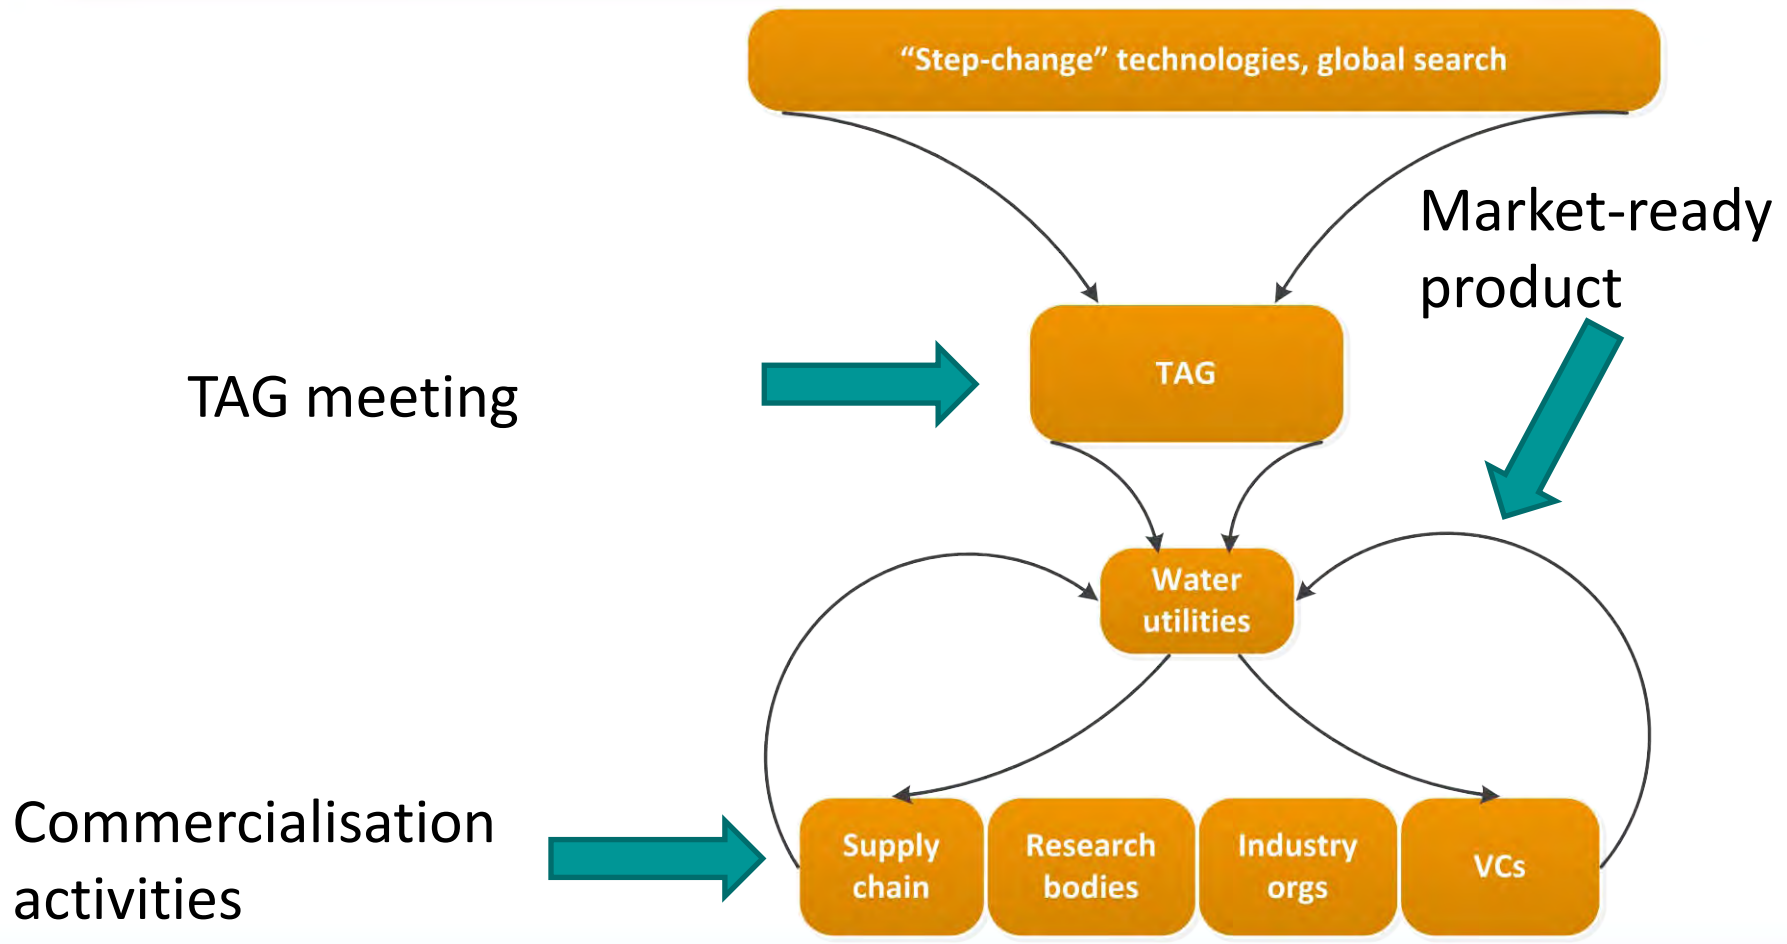 “Step-change” technologies, global search
Market-ready
product
TAG
TAG meeting
Water
utilities
Commercialisation
activities
Supply
chain
Research
bodies
Industry
orgs
VCs